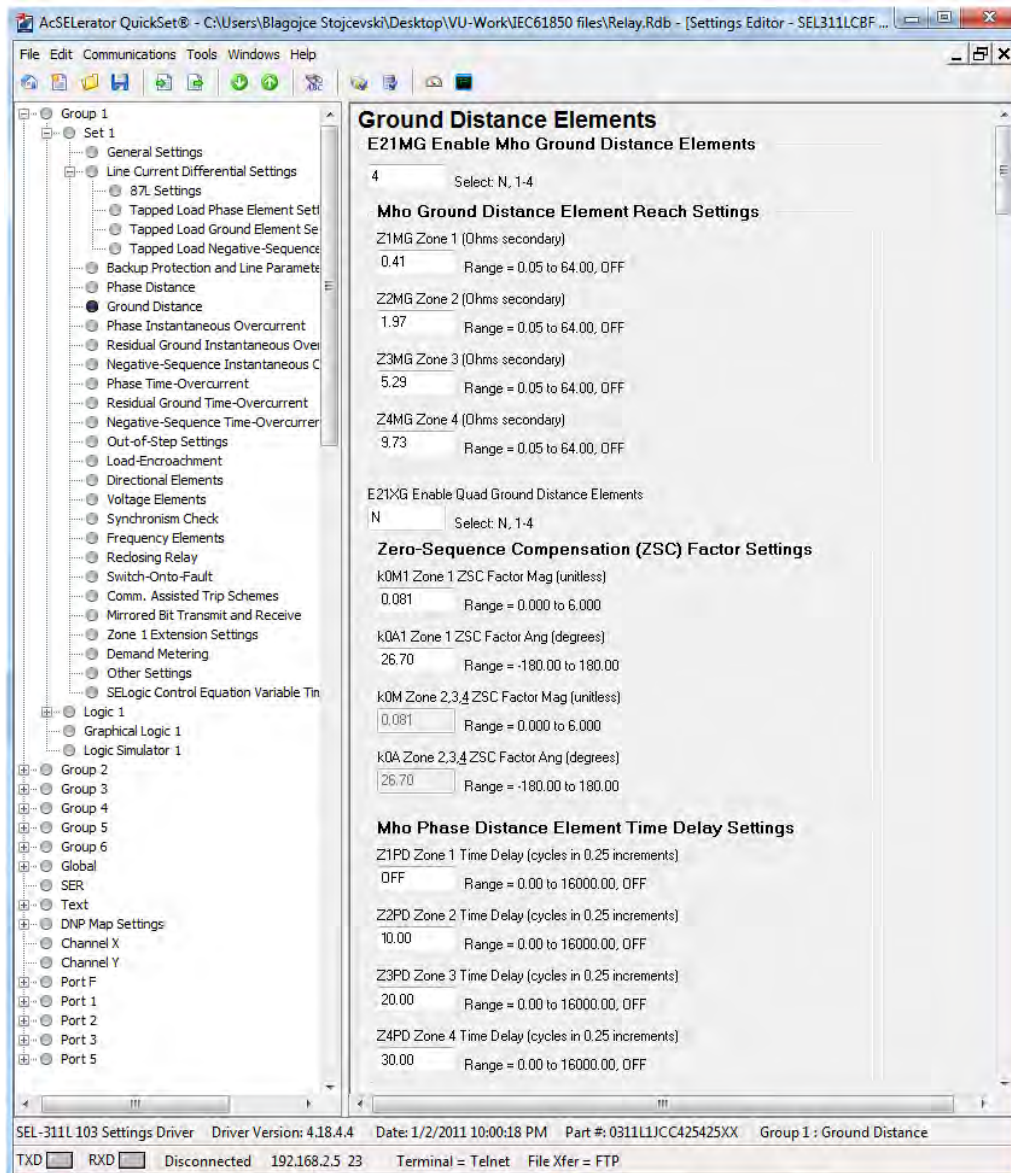 AcSELerator QuickSet® - C:\Users\Blagojce Stojcevski\Desktop\VU-Work\IEC61850 files\Relay.Rdb - [Settings Editor - SEL311LCBF ...
File Edit Communications Tools Windows Help
Group 1
Set 1
General Settings
Line Current Differential Settings
87L Settings
Tapped Load Phase Element Sett
Tapped Load Ground Element Se
Tapped Load Negative-Sequence
Backup Protection and Line Paramete
Phase Distance
Ground Distance
Phase Instantaneous Overcurrent
Residual Ground Instantaneous Over
Negative-Sequence Instantaneous C
Phase Time-Overcurrent
Residual Ground Time-Overcurrent
Negative-Sequence Time-Overcurrer
Out-of-Step Settings
Load-Encroachment
Directional Elements
Voltage Elements
Synchronism Check
Frequency Elements
Reclosing Relay
Switch-Onto-Fault
Comm. Assisted Trip Schemes
Mirrored Bit Transmit and Receive
Zone 1 Extension Settings
Demand Metering
Other Settings
SELogic Control Equation Variable Tin
Logic 1
Graphical Logic 1
Logic Simulator 1
Group 2
Group 3
Group 4
Group 5
Group 6
Global
SER
Text
DNP Map Settings
Channel X
Channel Y
Port F
Port 1
Port 2
Port 3
Port 5
Ground Distance Elements
E21MG Enable Mho Ground Distance Elements
4 Select: N, 1-4
Mho Ground Distance Element Reach Settings
Z1MG Zone 1 (Ohms secondary)
0.41 Range = 0.05 to 64.00, OFF
Z2MG Zone 2 (Ohms secondary)
1.97 Range = 0.05 to 64.00, OFF
Z3MG Zone 3 (Ohms secondary)
5.29 Range = 0.05 to 64.00, OFF
Z4MG Zone 4 (Ohms secondary)
9.73 Range = 0.05 to 64.00, OFF
E21XG Enable Quad Ground Distance Elements
N Select: N, 1-4
Zero-Sequence Compensation (ZSC) Factor Settings
k0M1 Zone 1 ZSC Factor Mag (unitless)
0.081 Range = 0.000 to 6.000
k0A1 Zone 1 ZSC Factor Ang (degrees)
26.70 Range = -180.00 to 180.00
k0M Zone 2,3,4 ZSC Factor Mag (unitless)
0.081 Range = 0.000 to 6.000
k0A Zone 2,3,4 ZSC Factor Ang (degrees)
26.70 Range = -180.00 to 180.00
Mho Phase Distance Element Time Delay Settings
Z1PD Zone 1 Time Delay (cycles in 0.25 increments)
OFF Range = 0.00 to 16000.00, OFF
Z2PD Zone 2 Time Delay (cycles in 0.25 increments)
10.00 Range = 0.00 to 16000.00, OFF
Z3PD Zone 3 Time Delay (cycles in 0.25 increments)
20.00 Range = 0.00 to 16000.00, OFF
Z4PD Zone 4 Time Delay (cycles in 0.25 increments)
30.00 Range = 0.00 to 16000.00, OFF
SEL-311L 103 Settings Driver Driver Version: 4.18.4.4 Date: 1/2/2011 10:00:18 PM Part #: 0311L1JCC425425XX Group 1 : Ground Distance
TXD RXD Disconnected 192.168.2.5 23 Terminal = Telnet File Xfer = FTP